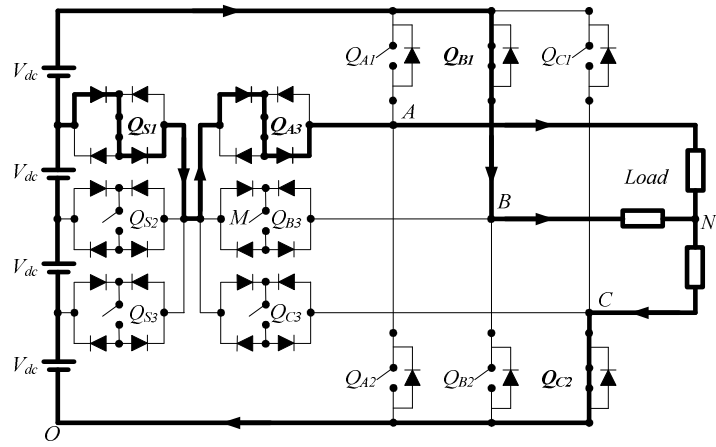 Q_A1 Q_B1 Q_C1
V_dc
A
Q_S1 Q_A3
V_dc
Load
Q_S2 M Q_B3 B N
V_dc
Q_S3 Q_C3 C
V_dc
Q_A2 Q_B2 Q_C2
O